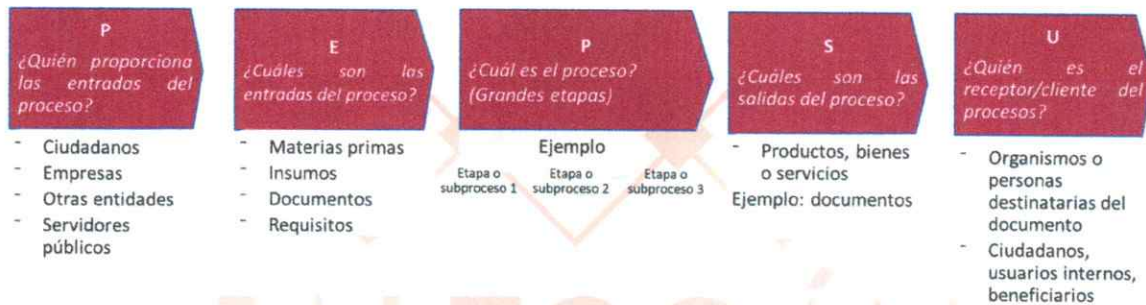 P
¿Quién proporciona
las entradas del
proceso?
- Ciudadanos
- Empresas
- Otras entidades
- Servidores
públicos
E
¿Cuáles son las
entradas del proceso?
- Materias primas
- Insumos
- Documentos
- Requisitos
P
¿Cuál es el proceso?
(Grandes etapas)
Ejemplo
Etapa o
subproceso 1
Etapa o
subproceso 2
Etapa o
subproceso 3
S
¿Cuáles son las
salidas del proceso?
- Productos, bienes
o servicios
Ejemplo: documentos
U
¿Quién es el
receptor/cliente del
procesos?
- Organismos o
personas
destinatarias del
documento
- Ciudadanos,
usuarios internos,
beneficiarios